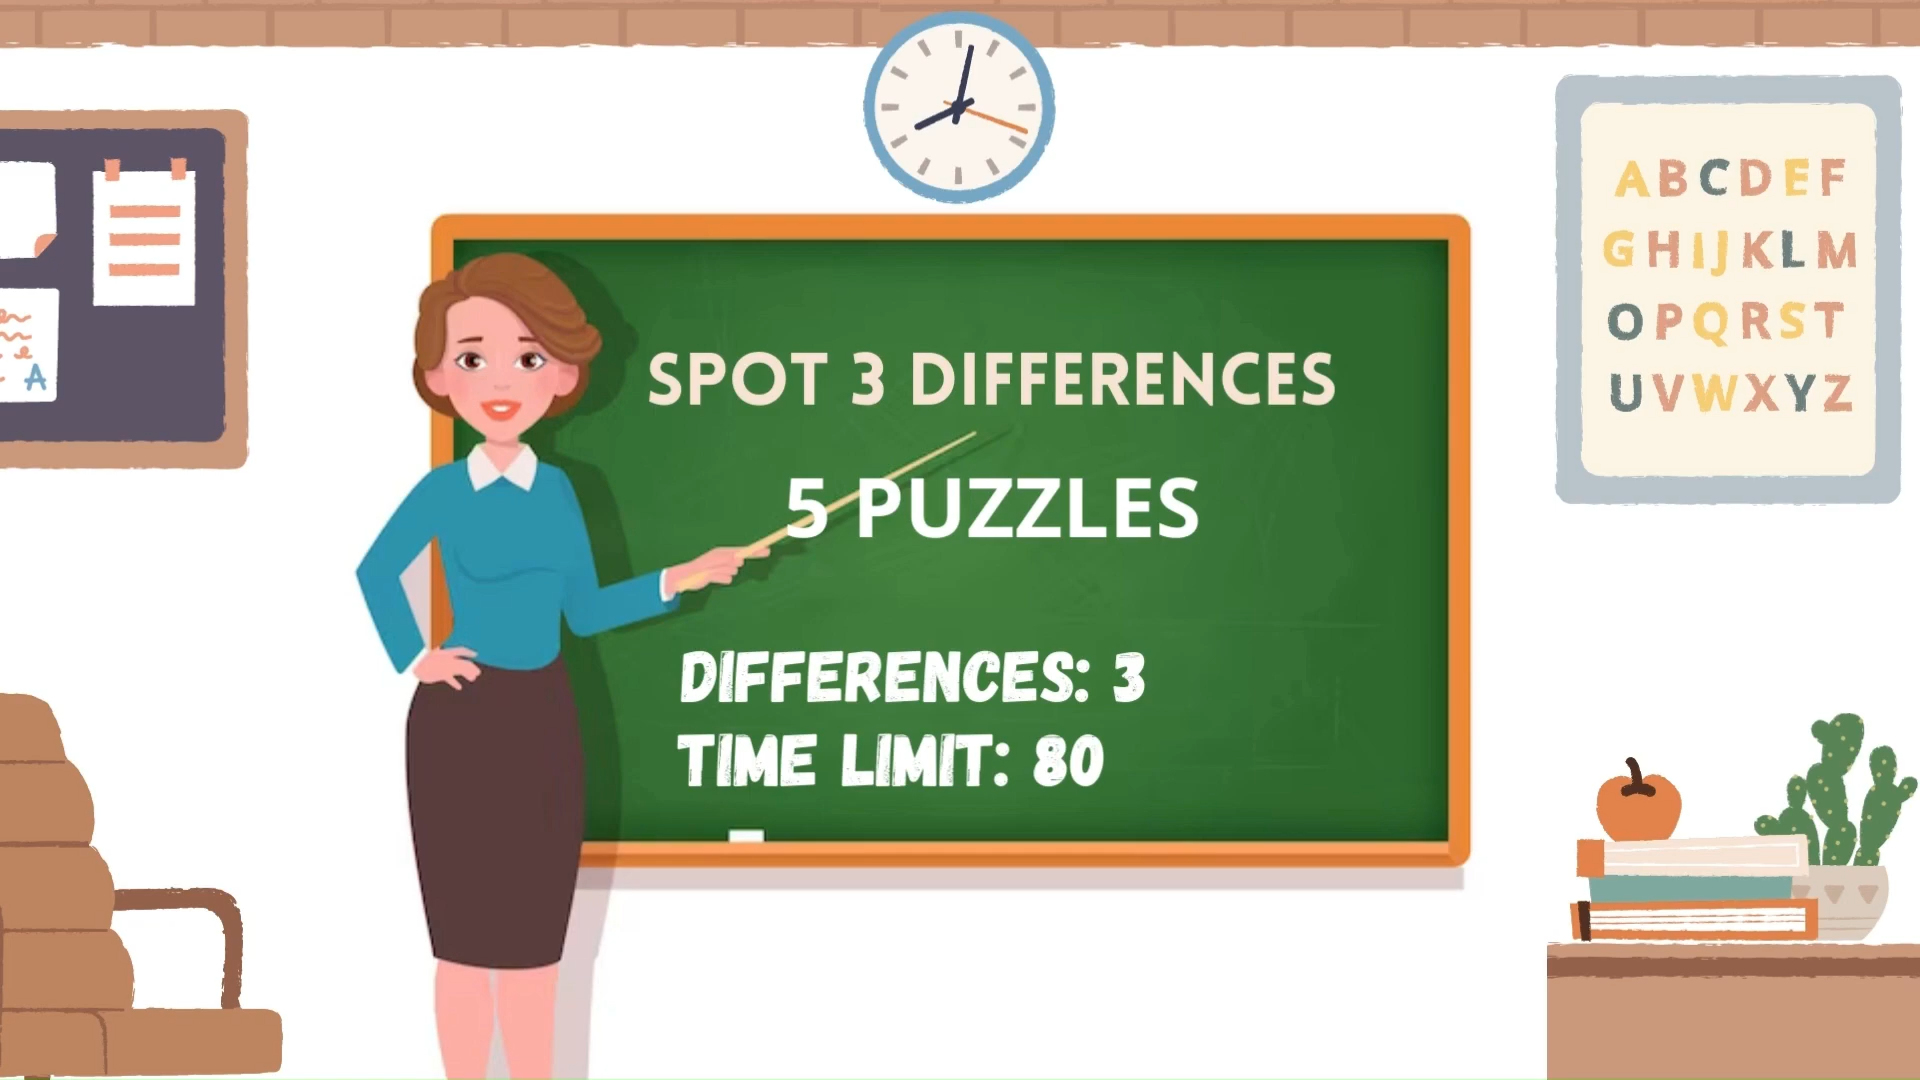 A
SPOT 3 DIFFERENCES
5 PUZZLES
DIFFERENCES: 3
TIME LIMIT: 80
ABCDEF
GHIJKLM
OPQRST
UVWXYZ